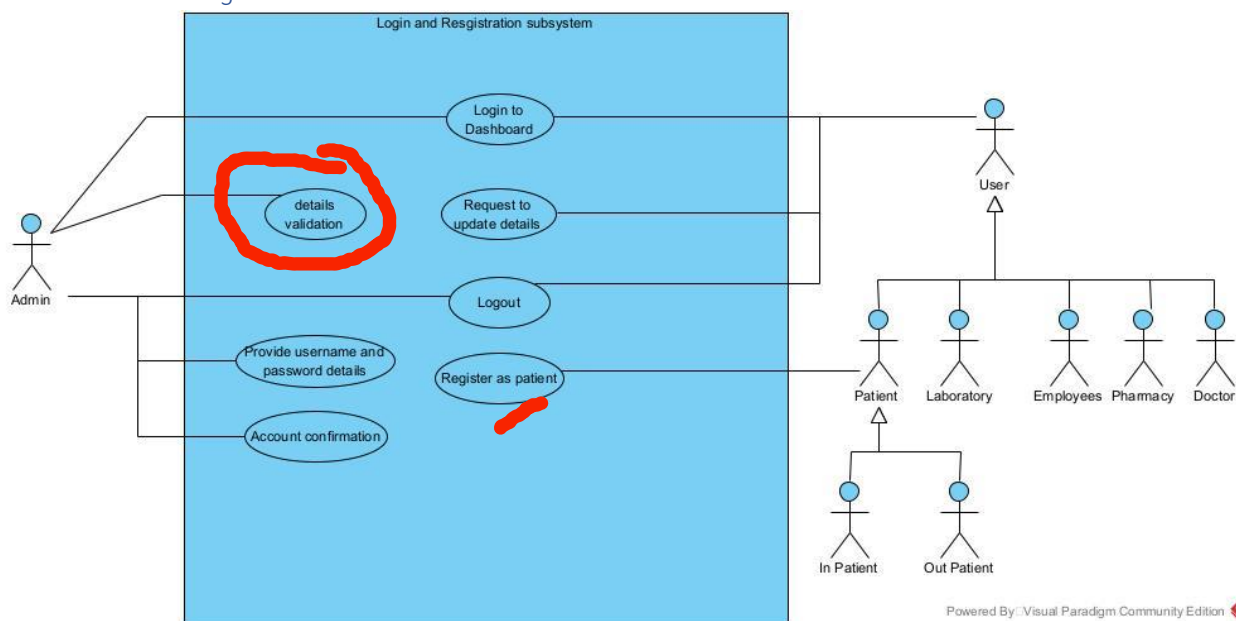 Login and Resgistration subsystem
Login to
Dashboard
User
details
validation
Request to
update details
Admin
Logout
Provide username and
password details
Register as patient
Patient
Laboratory
Employees
Pharmacy
Doctor
Account confirmation
In Patient
Out Patient
Powered By Visual Paradigm Community Edition